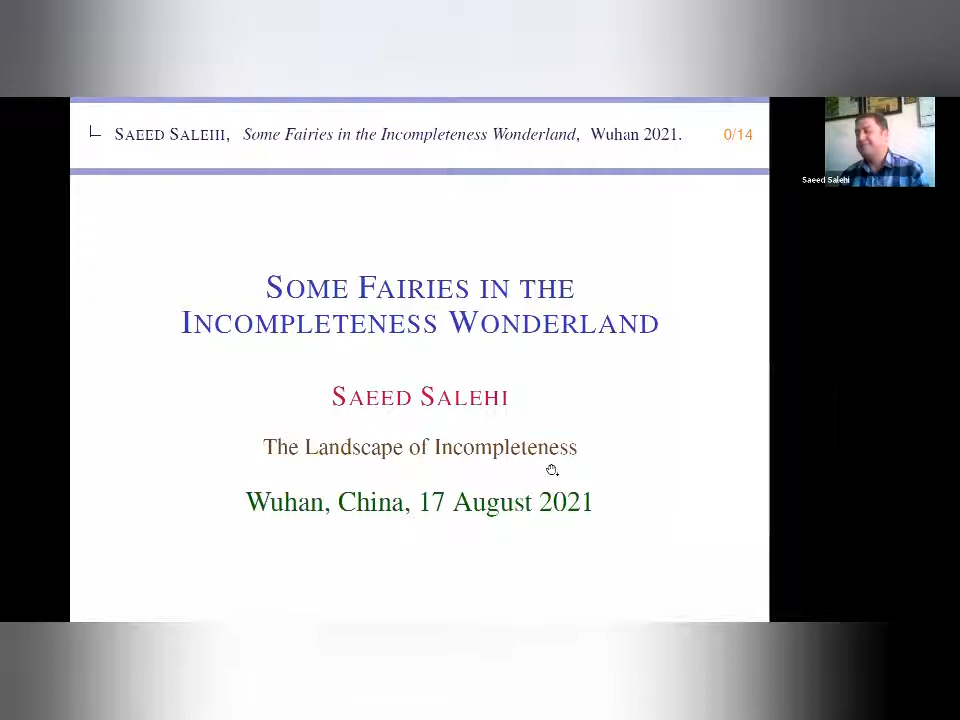 SAEED SALEHI, Some Fairies in the Incompleteness Wonderland, Wuhan 2021. 0/14
Saeed Salehi
SOME FAIRIES IN THE
INCOMPLETENESS WONDERLAND
SAEED SALEHI
The Landscape of Incompleteness
Wuhan, China, 17 August 2021